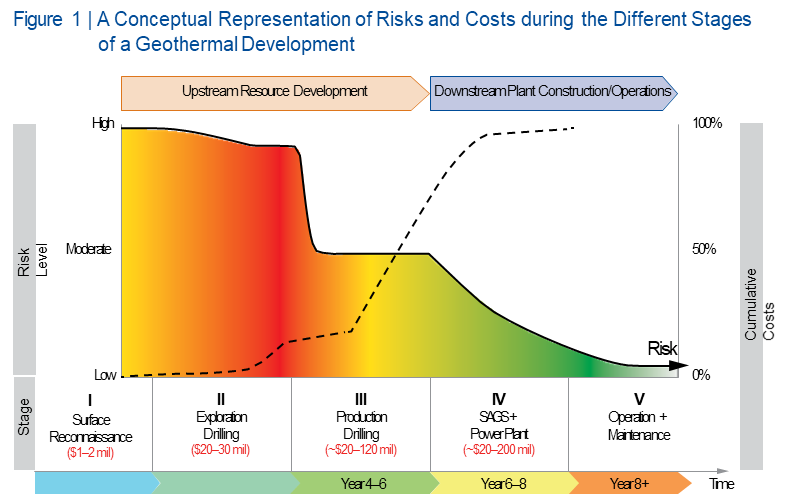 Figure 1 | A Conceptual Representation of Risks and Costs during the Different Stages
of a Geothermal Development
Upstream Resource Development
Downstream Plant Construction/Operations
High
100%
Risk
Level
Moderate
50%
Cumulative
Costs
Risk
Low
0%
Stage
I
Surface
Reconnaissance
($1–2 mil)
II
Exploration
Drilling
($20–30 mil)
III
Production
Drilling
(~$20–120 mil)
IV
SAGS +
Power Plant
(~$20–200 mil)
V
Operation +
Maintenance
Year 4–6
Year 6–8
Year 8+
Time